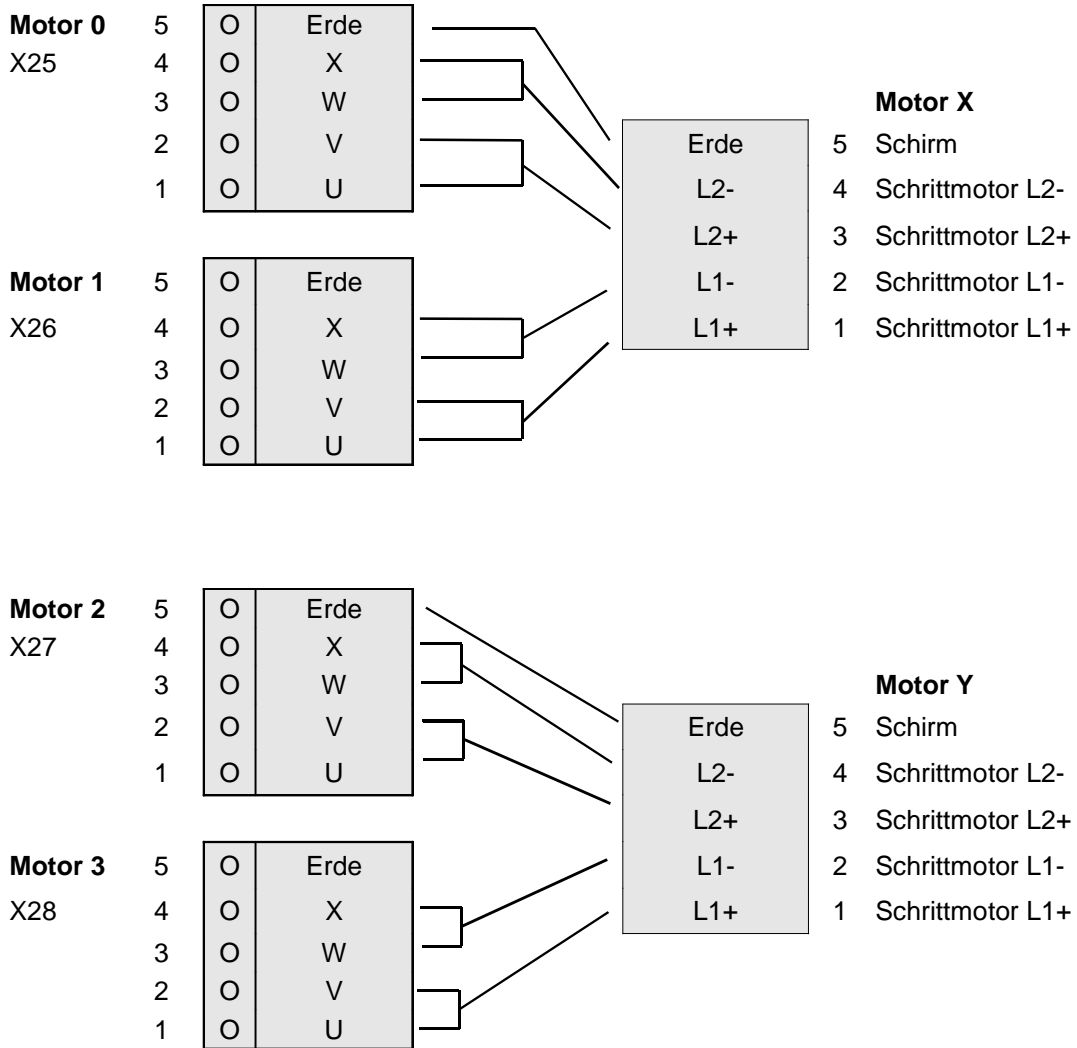 Motor 0 5 O Erde
X25 4 O X
3 O W
2 O V
1 O U
Motor X
Erde 5 Schirm
L2- 4 Schrittmotor L2-
L2+ 3 Schrittmotor L2+
L1- 2 Schrittmotor L1-
L1+ 1 Schrittmotor L1+
Motor 1 5 O Erde
X26 4 O X
3 O W
2 O V
1 O U
Motor 2 5 O Erde
X27 4 O X
3 O W
2 O V
1 O U
Motor Y
Erde 5 Schirm
L2- 4 Schrittmotor L2-
L2+ 3 Schrittmotor L2+
L1- 2 Schrittmotor L1-
L1+ 1 Schrittmotor L1+
Motor 3 5 O Erde
X28 4 O X
3 O W
2 O V
1 O U